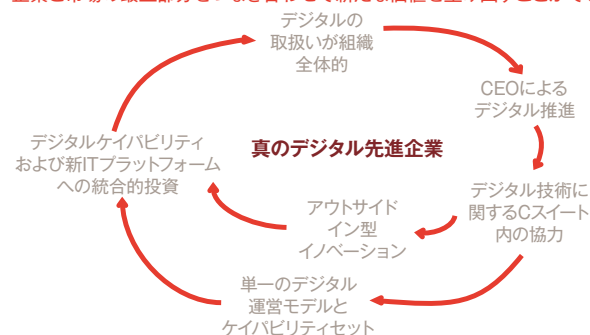 デジタルの
取扱いが組織
全体的
CEOによる
デジタル推進
デジタルケイパビリティ
および新ITプラットフォーム
への統合的投資
真のデジタル先進企業
デジタル技術に
関するCスイート
内の協力
アウトサイド
イン型
イノベーション
単一のデジタル
運営モデルと
ケイパビリティセット